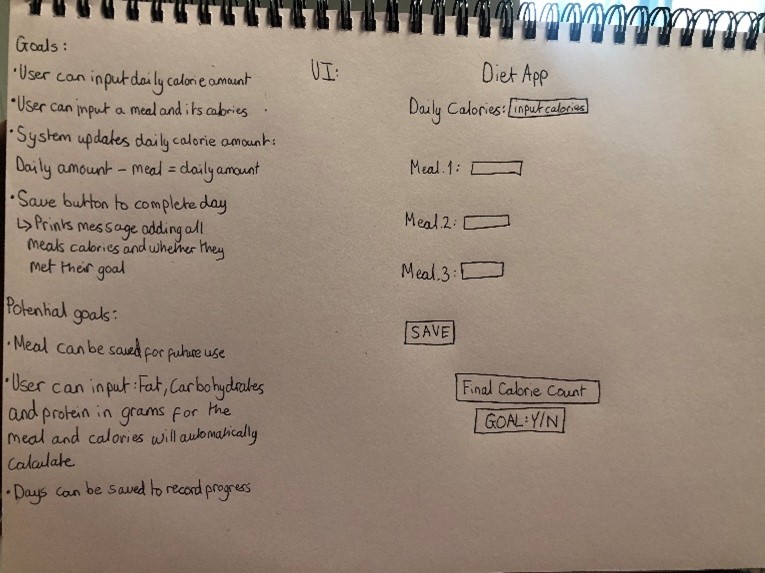 Goals:
•User can input daily calorie amount
•User can input a meal and its calories
•System updates daily calorie amount:
Daily amount – meal = daily amount
•Save button to complete day
↳Prints message adding all
meals calories and whether they
met their goal
Potential goals:
•Meal can be saved for future use
•User can input: Fat, Carbohydrates
and protein in grams for the
meal and calories will automatically
calculate
•Days can be saved to record progress
UI:
Diet App
Daily Calories: input calories
Meal.1:
Meal.2:
Meal.3:
SAVE
Final Calorie Count
GOAL:Y/N